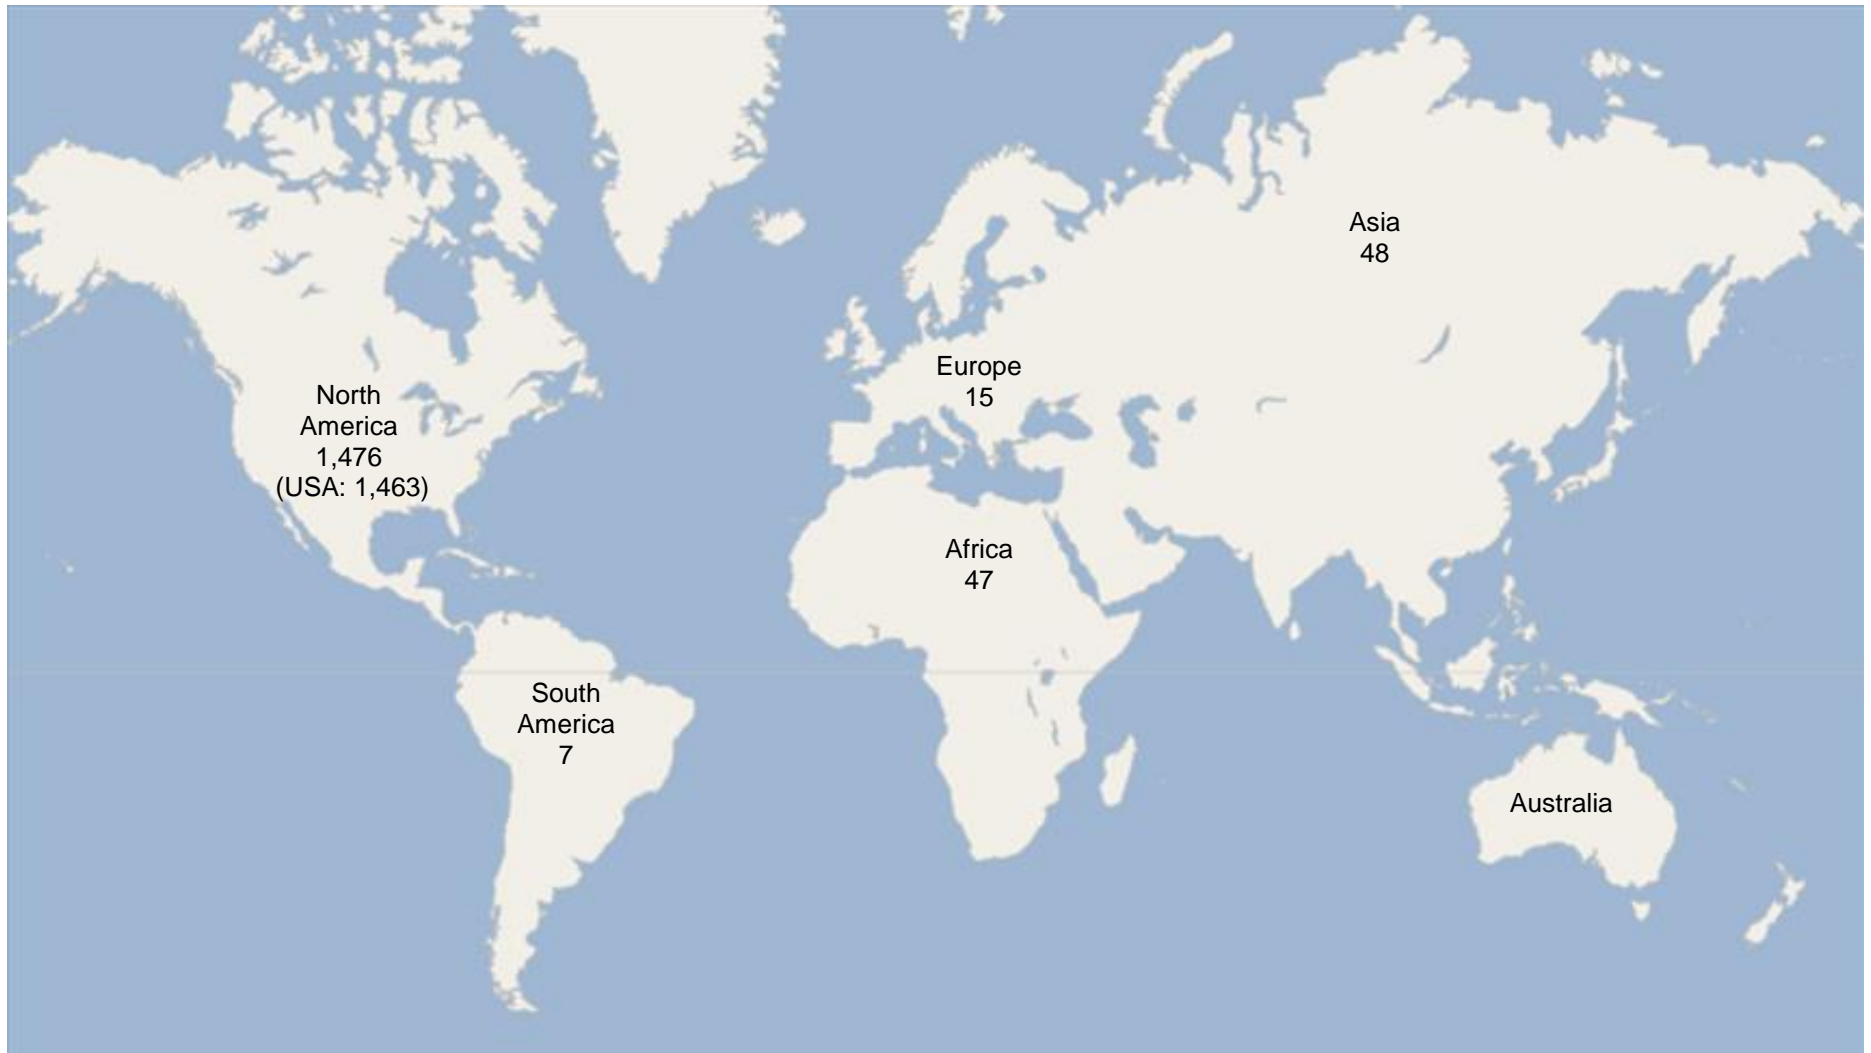 Asia
48
Europe
15
North
America
1,476
(USA: 1,463)
Africa
47
South
America
7
Australia